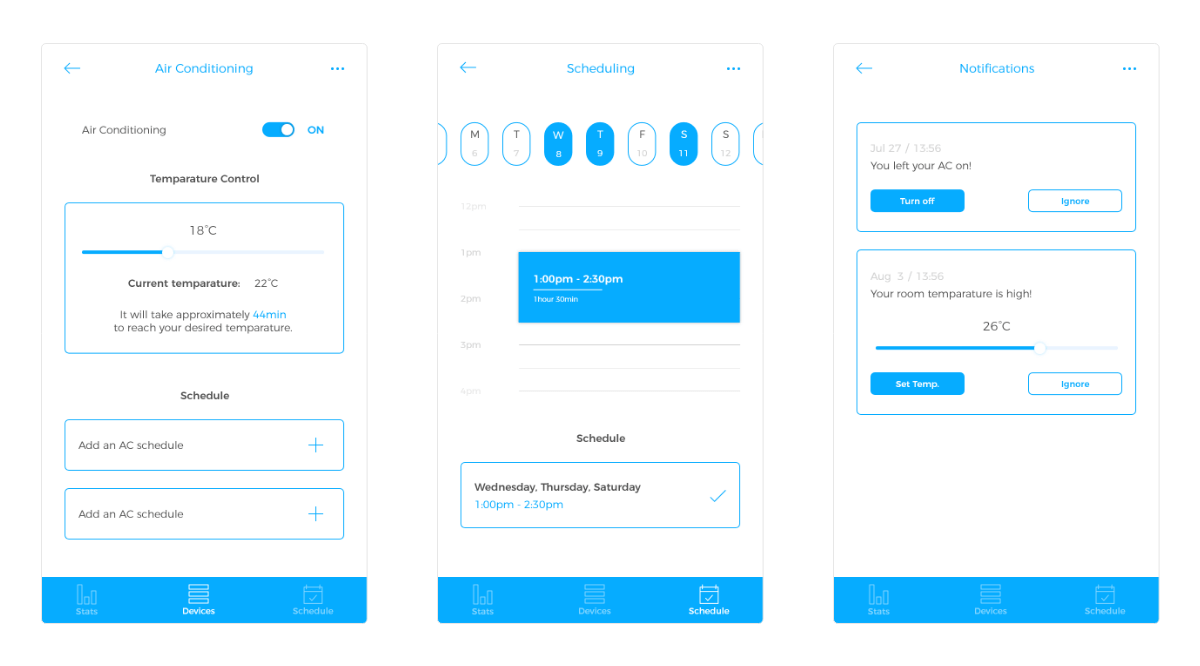 Air Conditioning
Air Conditioning
ON
Temparature Control
18°C
Current temparature: 22°C
It will take approximately 44min
to reach your desired temparature.
Schedule
Add an AC schedule
Add an AC schedule
Stats
Devices
Schedule
Scheduling
M
6
T
7
W
8
T
9
F
10
S
11
S
12
12pm
1pm
1:00pm - 2:30pm
1hour 30min
2pm
3pm
4pm
Schedule
Wednesday, Thursday, Saturday
1:00pm - 2:30pm
Stats
Devices
Schedule
Notifications
Jul 27 / 13:56
You left your AC on!
Turn off
Ignore
Aug 3 / 13:56
Your room temparature is high!
26°C
Set Temp.
Ignore
Stats
Devices
Schedule